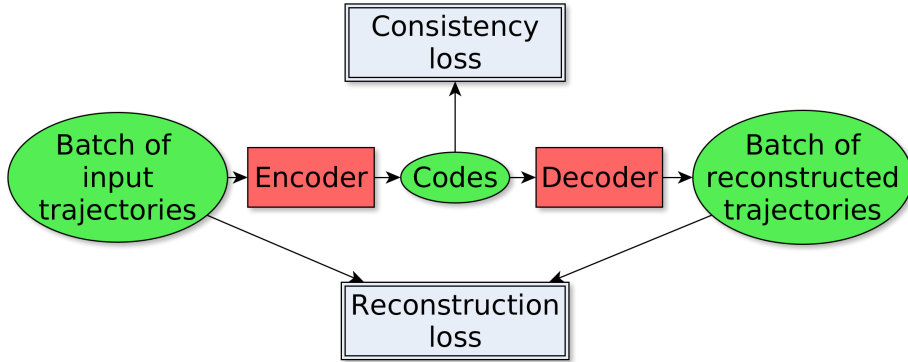 Consistency
loss
Batch of
input
trajectories
Encoder
Codes
Decoder
Batch of
reconstructed
trajectories
Reconstruction
loss